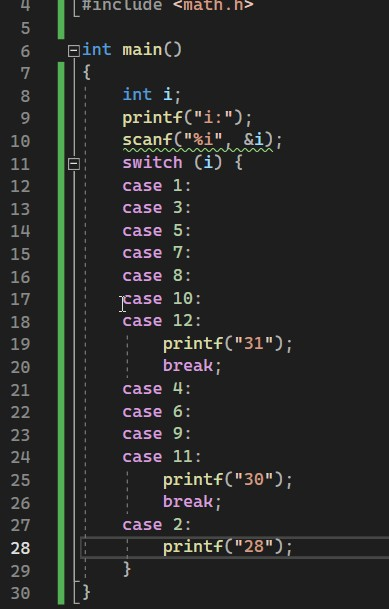 4 #include <math.h>
5
6 int main()
7 {
8 int i;
9 printf("i:");
10 scanf("%i", &i);
11 switch (i) {
12 case 1:
13 case 3:
14 case 5:
15 case 7:
16 case 8:
17 case 10:
18 case 12:
19 printf("31");
20 break;
21 case 4:
22 case 6:
23 case 9:
24 case 11:
25 printf("30");
26 break;
27 case 2:
28 printf("28");
29 }
30 }